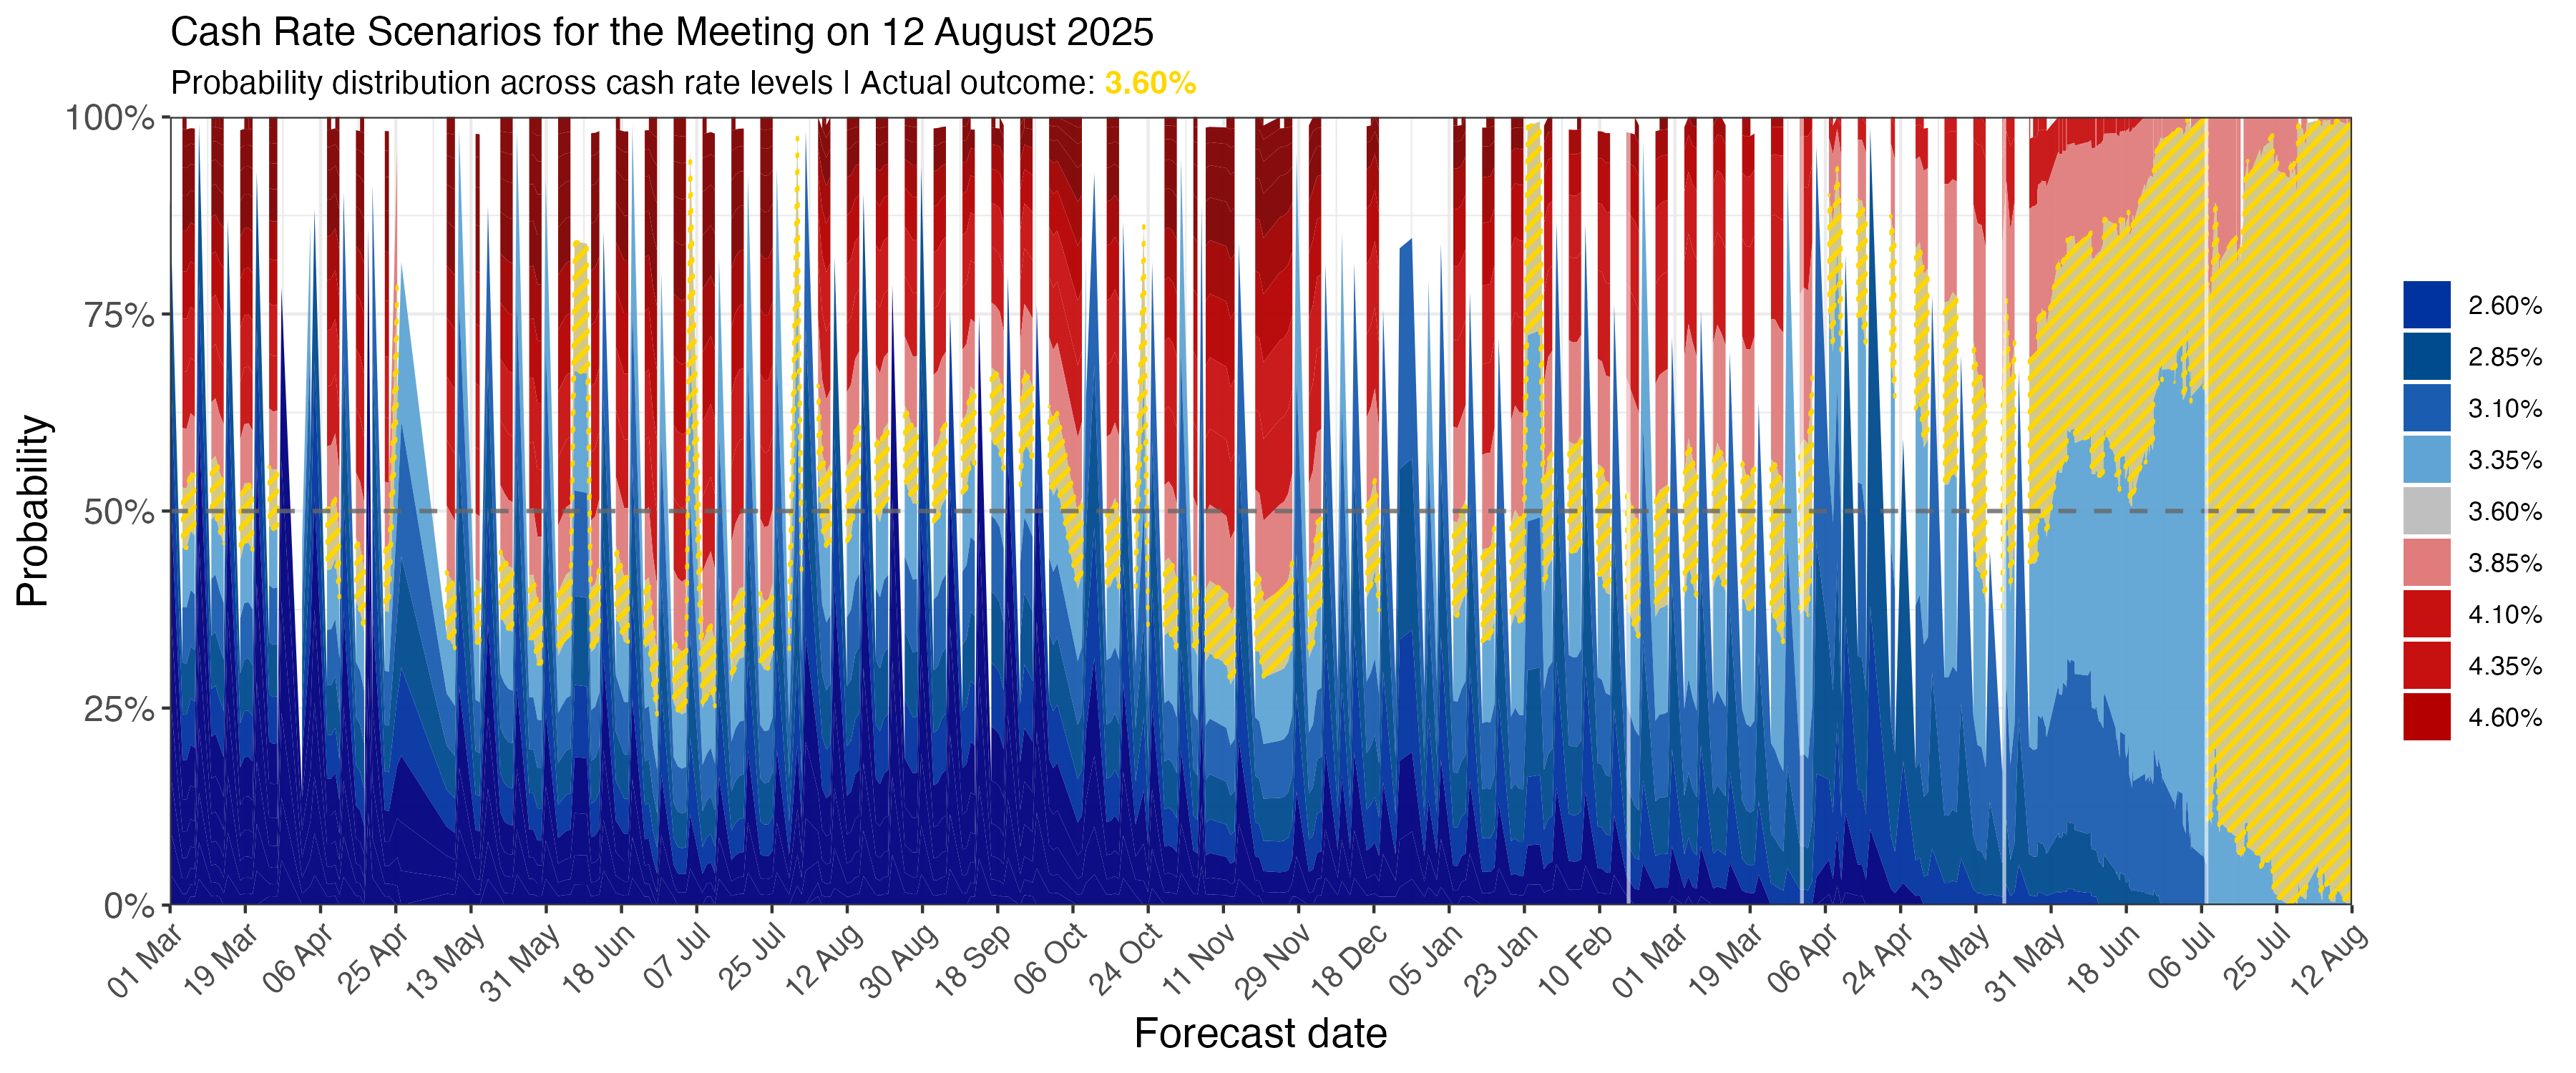 Cash Rate Scenarios for the Meeting on 12 August 2025
Probability distribution across cash rate levels | Actual outcome: 3.60%
100%
75%
50%
25%
0%
Probability
01 Mar
19 Mar
06 Apr
25 Apr
13 May
31 May
18 Jun
07 Jul
25 Jul
12 Aug
30 Aug
18 Sep
06 Oct
24 Oct
11 Nov
29 Nov
18 Dec
05 Jan
23 Jan
10 Feb
01 Mar
19 Mar
06 Apr
24 Apr
13 May
31 May
18 Jun
06 Jul
25 Jul
12 Aug
Forecast date
2.60%
2.85%
3.10%
3.35%
3.60%
3.85%
4.10%
4.35%
4.60%